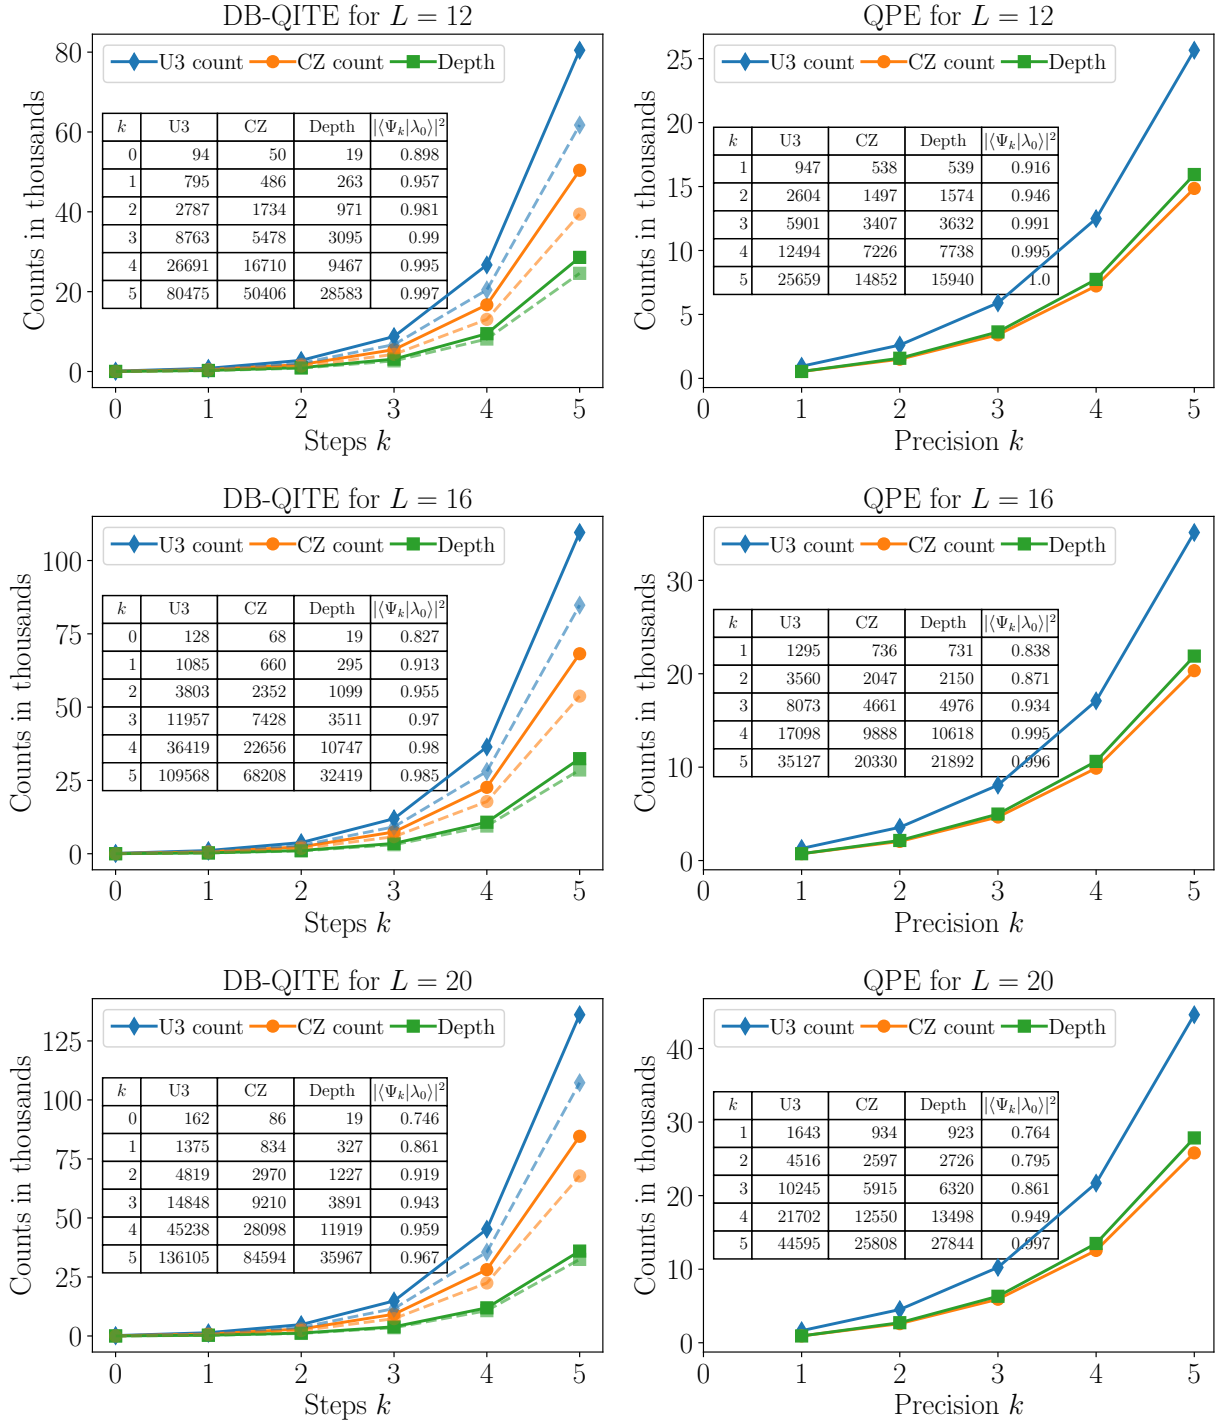 DB-QITE for L = 12
U3 count CZ count Depth
Counts in thousands
80
60
40
20
0
k U3 CZ Depth |⟨Ψ_k|λ_0⟩|^2
0 94 50 19 0.898
1 795 486 263 0.957
2 2787 1734 971 0.981
3 8763 5478 3095 0.99
4 26691 16710 9467 0.995
5 80475 50406 28583 0.997
0 1 2 3 4 5
Steps k
QPE for L = 12
U3 count CZ count Depth
Counts in thousands
25
20
15
10
5
0
k U3 CZ Depth |⟨Ψ_k|λ_0⟩|^2
1 947 538 539 0.916
2 2604 1497 1574 0.946
3 5901 3407 3632 0.991
4 12494 7226 7738 0.995
5 25659 14852 15940 1.0
0 1 2 3 4 5
Precision k
DB-QITE for L = 16
U3 count CZ count Depth
Counts in thousands
100
75
50
25
0
k U3 CZ Depth |⟨Ψ_k|λ_0⟩|^2
0 128 68 19 0.827
1 1085 660 295 0.913
2 3803 2352 1099 0.955
3 11957 7428 3511 0.97
4 36419 22656 10747 0.98
5 109568 68208 32419 0.985
0 1 2 3 4 5
Steps k
QPE for L = 16
U3 count CZ count Depth
Counts in thousands
30
20
10
0
k U3 CZ Depth |⟨Ψ_k|λ_0⟩|^2
1 1295 736 731 0.838
2 3560 2047 2150 0.871
3 8073 4661 4976 0.934
4 17098 9888 10618 0.995
5 35127 20330 21892 0.996
0 1 2 3 4 5
Precision k
DB-QITE for L = 20
U3 count CZ count Depth
Counts in thousands
125
100
75
50
25
0
k U3 CZ Depth |⟨Ψ_k|λ_0⟩|^2
0 162 86 19 0.746
1 1375 834 327 0.861
2 4819 2970 1227 0.919
3 14848 9210 3891 0.943
4 45238 28098 11919 0.959
5 136105 84594 35967 0.967
0 1 2 3 4 5
Steps k
QPE for L = 20
U3 count CZ count Depth
Counts in thousands
40
30
20
10
0
k U3 CZ Depth |⟨Ψ_k|λ_0⟩|^2
1 1643 934 923 0.764
2 4516 2597 2726 0.795
3 10245 5915 6320 0.861
4 21702 12550 13498 0.949
5 44595 25808 27844 0.997
0 1 2 3 4 5
Precision k